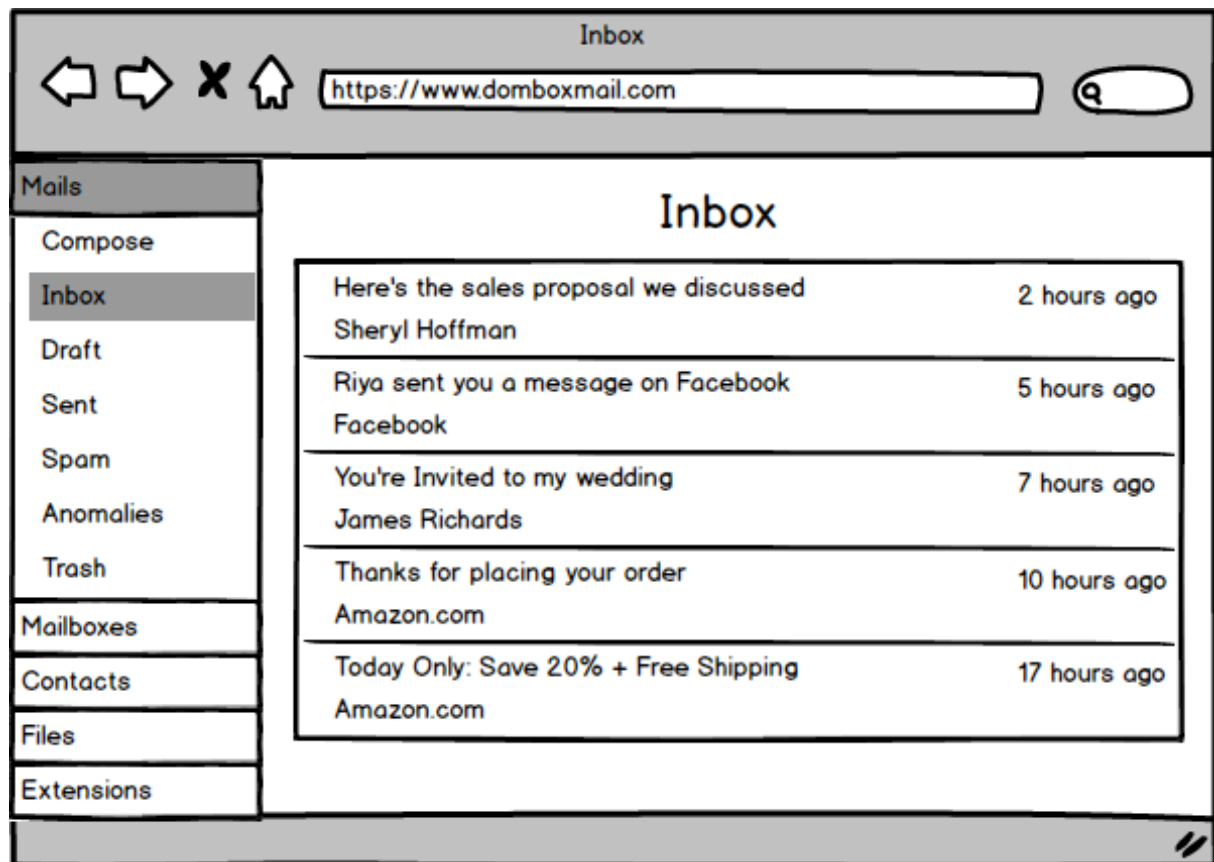 Inbox
https://www.domboxmail.com
Mails
Compose
Inbox
Draft
Sent
Spam
Anomalies
Trash
Mailboxes
Contacts
Files
Extensions
Inbox
Here's the sales proposal we discussed
2 hours ago
Sheryl Hoffman
Riya sent you a message on Facebook
5 hours ago
Facebook
You're Invited to my wedding
7 hours ago
James Richards
Thanks for placing your order
10 hours ago
Amazon.com
Today Only: Save 20% + Free Shipping
17 hours ago
Amazon.com